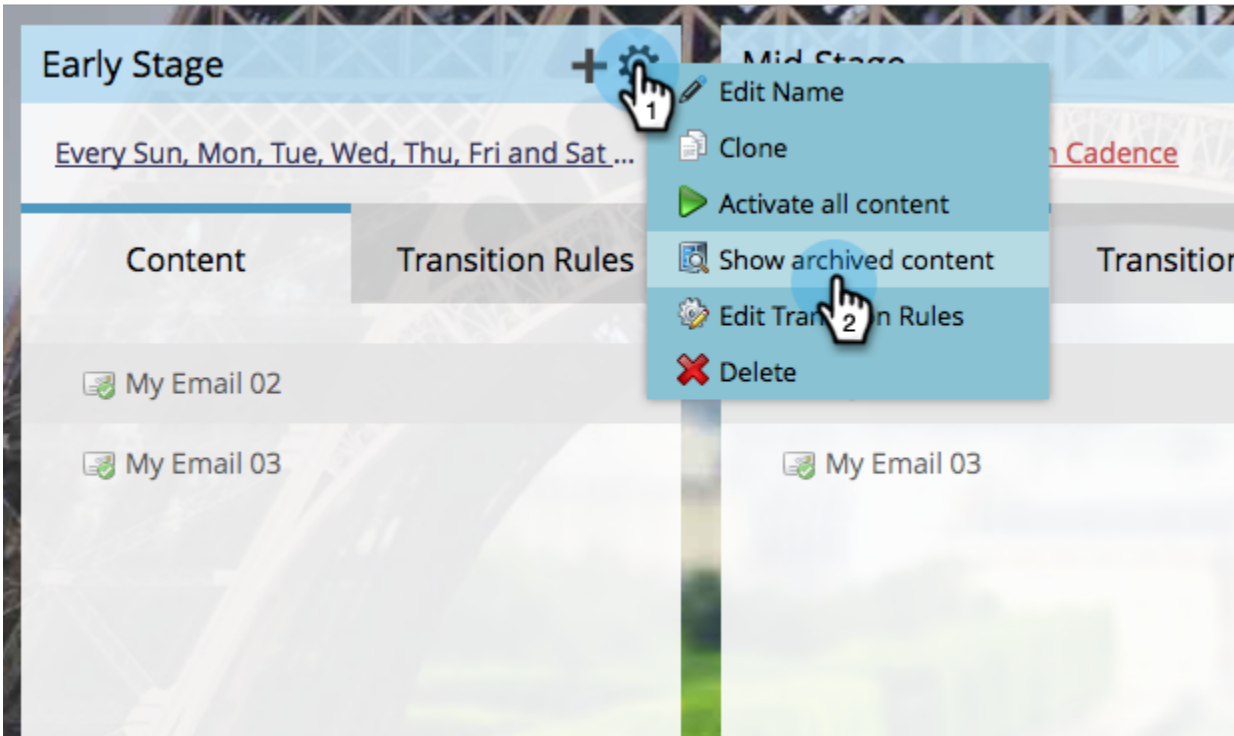 Early Stage
Mid Stage
1
Edit Name
Every Sun, Mon, Tue, Wed, Thu, Fri and Sat ...
Clone
Cadence
Activate all content
Content
Transition Rules
Show archived content
2
Edit Tran n Rules
My Email 02
Delete
My Email 03
My Email 03